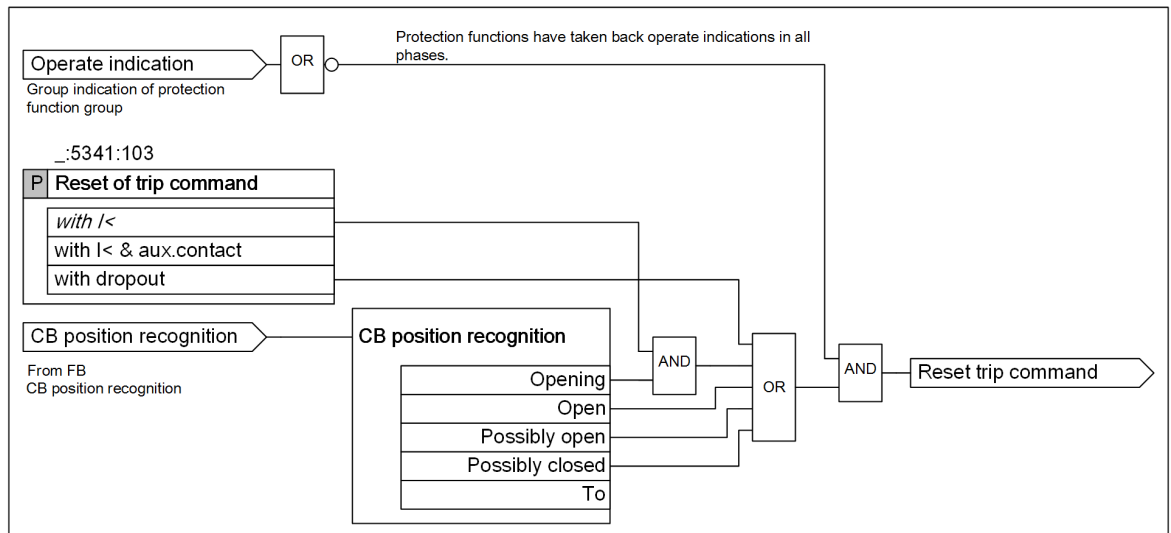 Protection functions have taken back operate indications in all
phases.
OR
Operate indication
Group indication of protection
function group
_:5341:103
P Reset of trip command
with I<
with I< & aux.contact
with dropout
CB position recognition
From FB
CB position recognition
CB position recognition
Opening
Open
Possibly open
Possibly closed
To
AND
OR
AND
Reset trip command